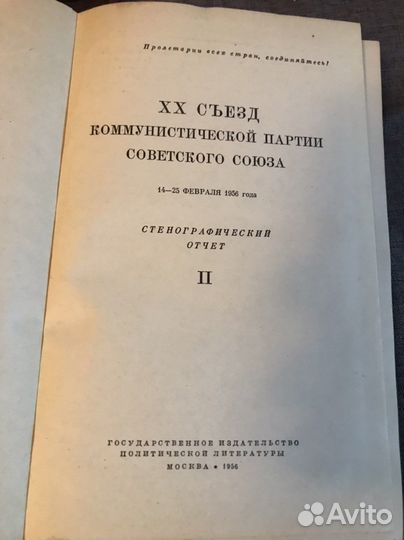 Пролетарии всех стран, соединяйтесь!
XX СЪЕЗД
КОММУНИСТИЧЕСКОЙ ПАРТИИ
СОВЕТСКОГО СОЮЗА
14—25 ФЕВРАЛЯ 1956 года
СТЕНОГРАФИЧЕСКИЙ
ОТЧЕТ
II
ГОСУДАРСТВЕННОЕ ИЗДАТЕЛЬСТВО
ПОЛИТИЧЕСКОЙ ЛИТЕРАТУРЫ
МОСКВА • 1956
Avito